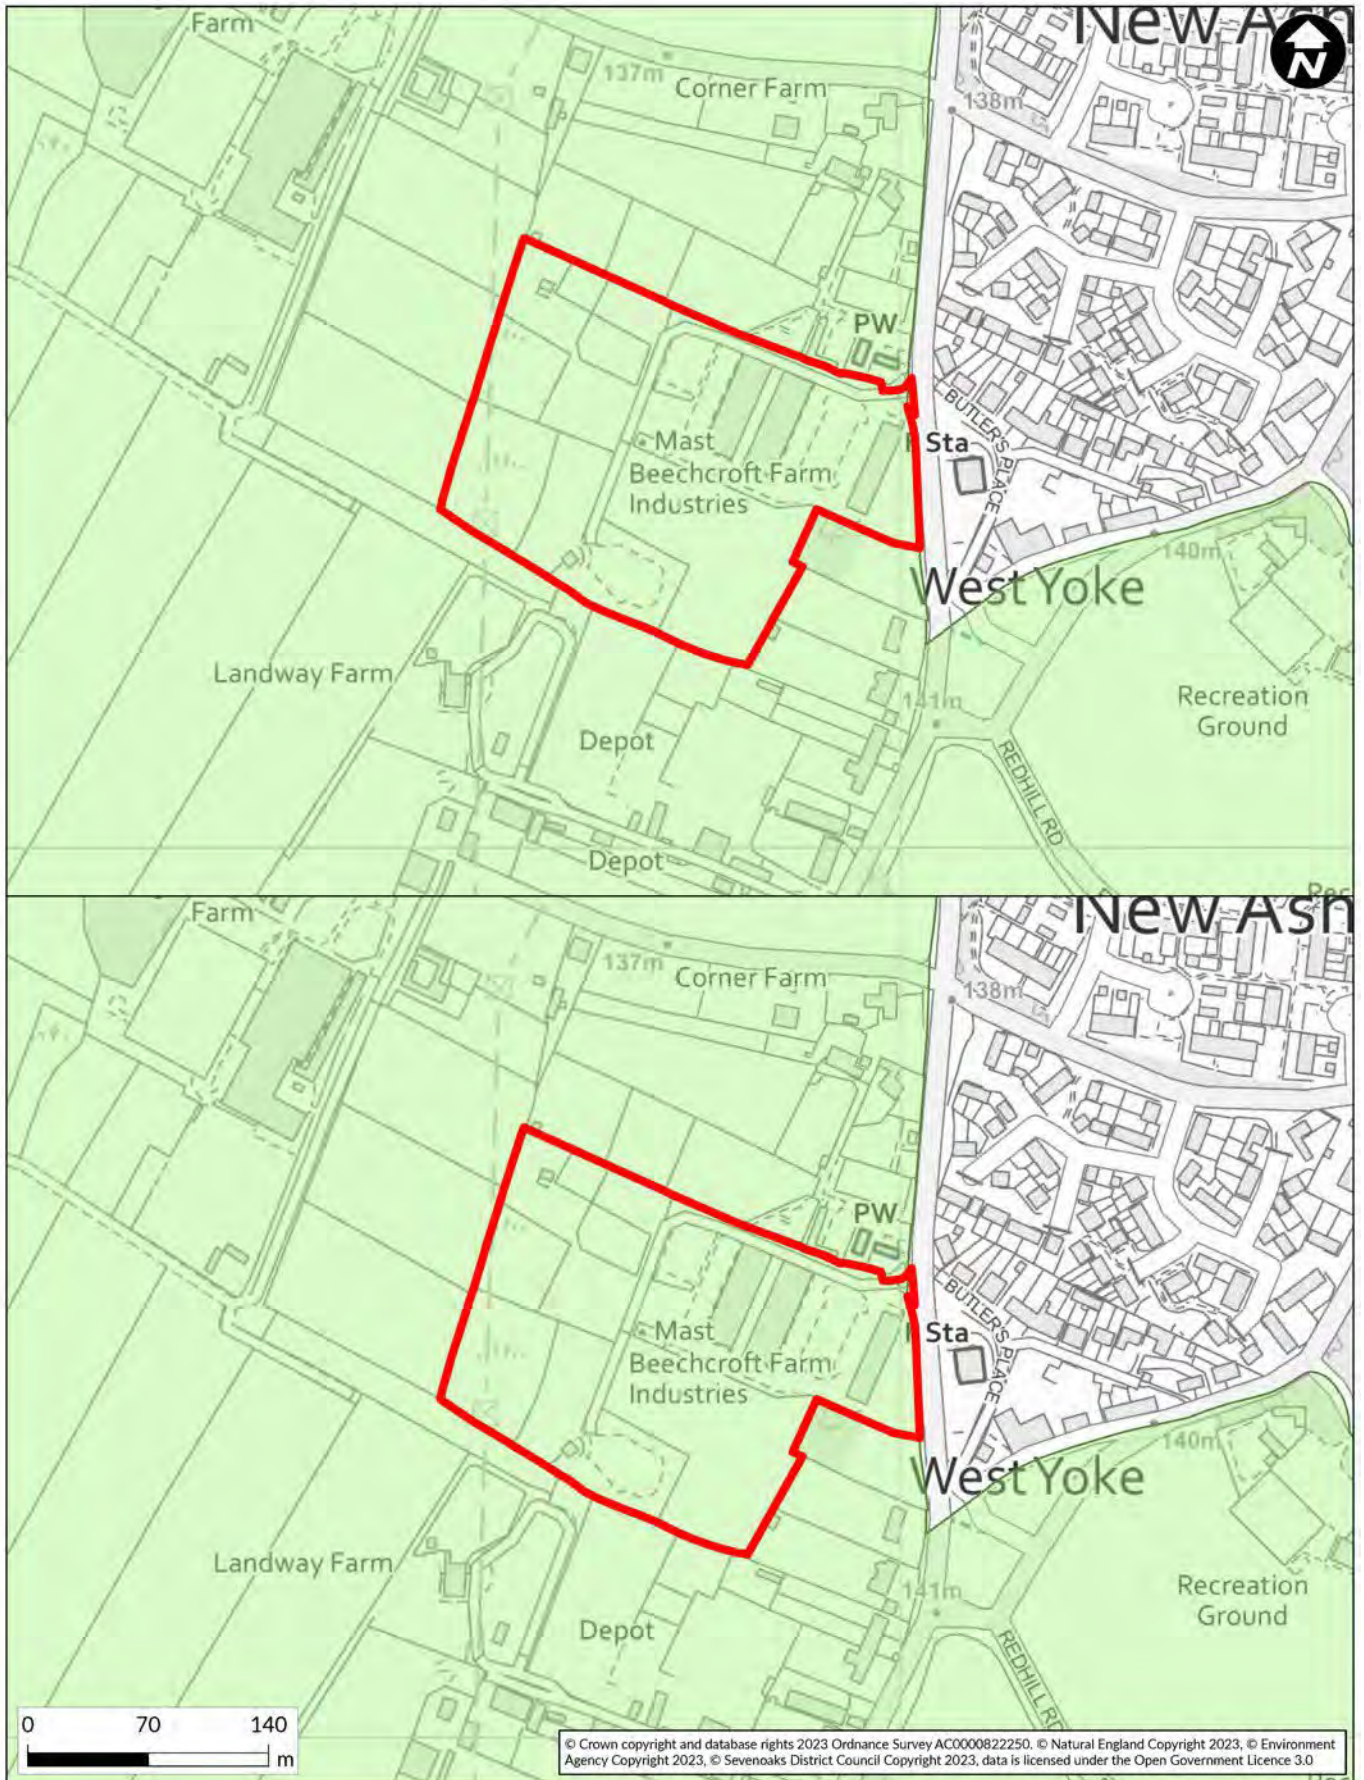 New Ash
N
Farm
137m
Corner Farm
138m
PW
BUTLER'S PLACE
Sta
Mast
Beechcroft Farm
Industries
140m
West Yoke
Landway Farm
Recreation
Ground
141m
Depot
REDHILL RD
Depot
Rec
Farm
New Ash
137m
Corner Farm
138m
PW
BUTLER'S PLACE
Sta
Mast
Beechcroft Farm
Industries
140m
West Yoke
Landway Farm
Recreation
Ground
141m
Depot
REDHILL RD
0 70 140
m
© Crown copyright and database rights 2023 Ordnance Survey AC0000822250. © Natural England Copyright 2023, © Environment
Agency Copyright 2023, © Sevenoaks District Council Copyright 2023, data is licensed under the Open Government Licence 3.0